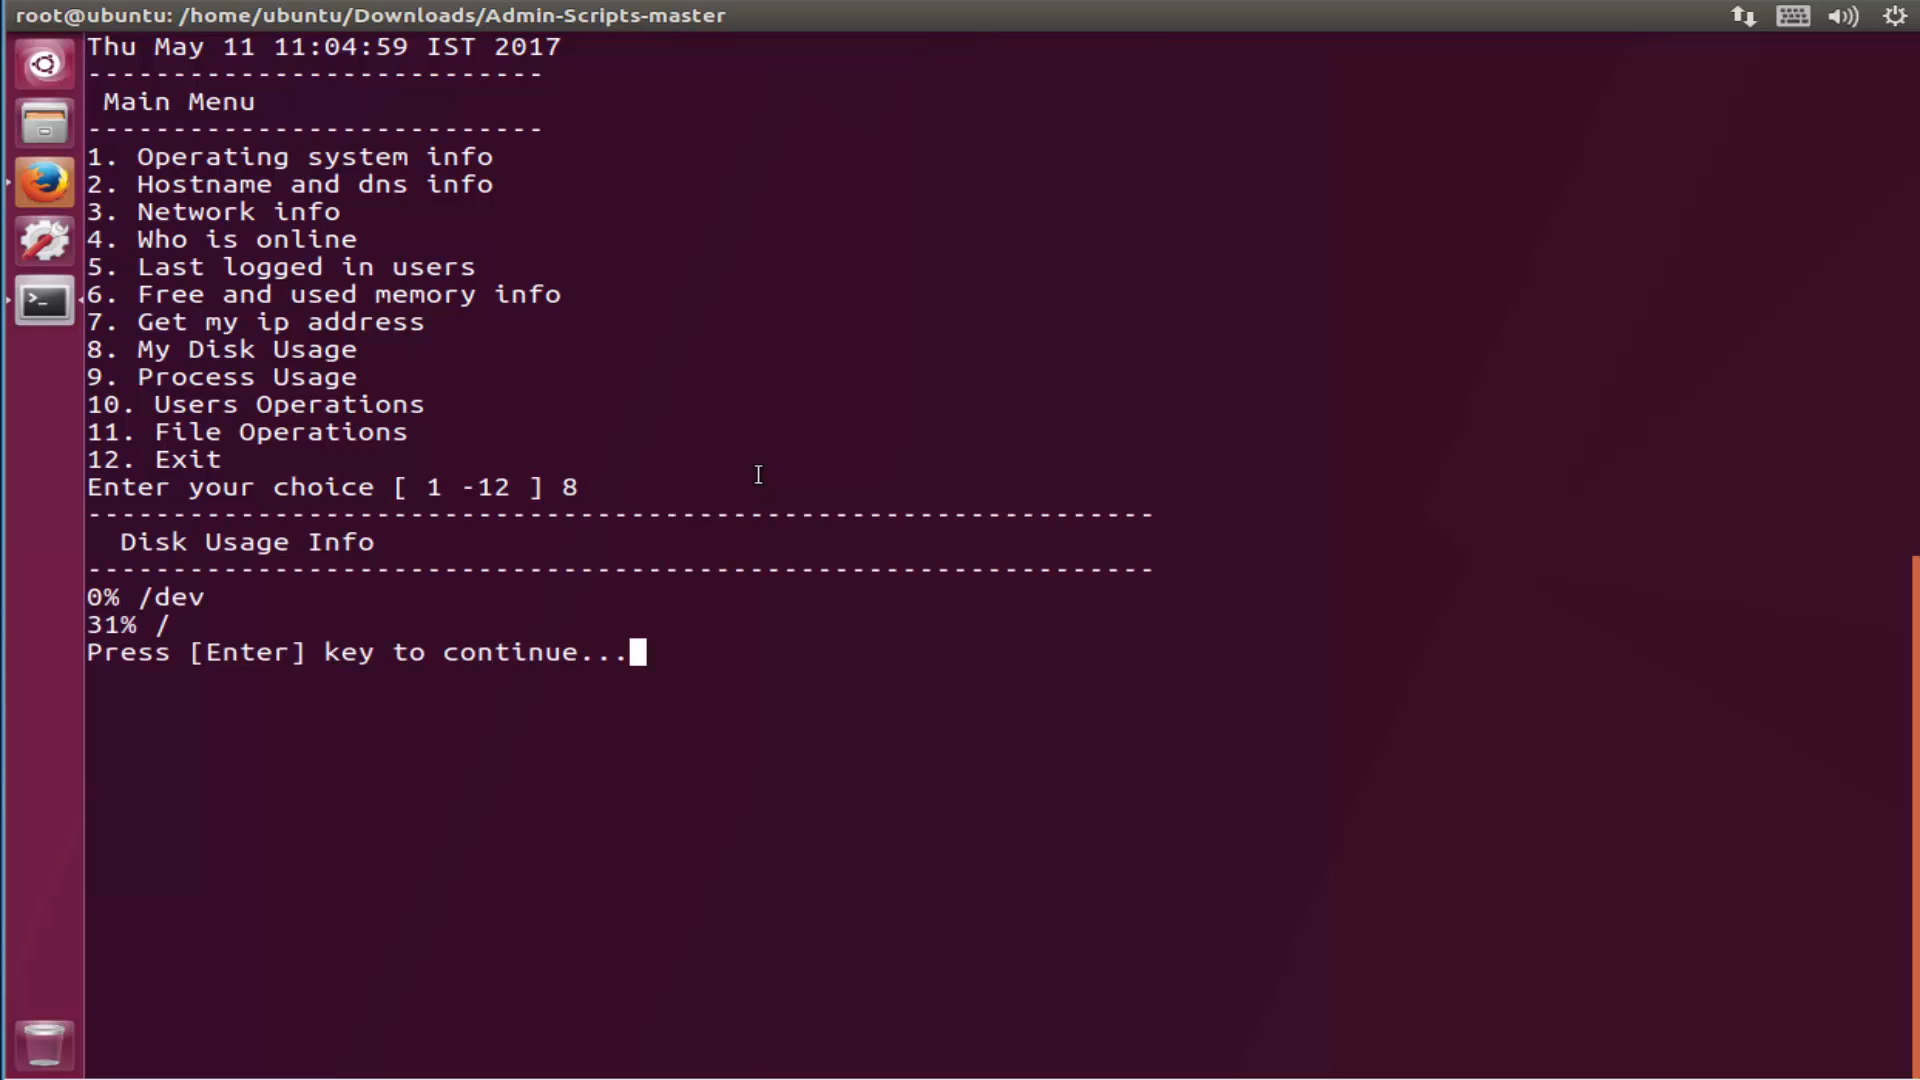 root@ubuntu: /home/ubuntu/Downloads/Admin-Scripts-master
Thu May 11 11:04:59 IST 2017
---------------------------
Main Menu
---------------------------
1. Operating system info
2. Hostname and dns info
3. Network info
4. Who is online
5. Last logged in users
6. Free and used memory info
7. Get my ip address
8. My Disk Usage
9. Process Usage
10. Users Operations
11. File Operations
12. Exit
Enter your choice [ 1 -12 ] 8
---------------------------------------------------------------
Disk Usage Info
---------------------------------------------------------------
0% /dev
31% /
Press [Enter] key to continue...